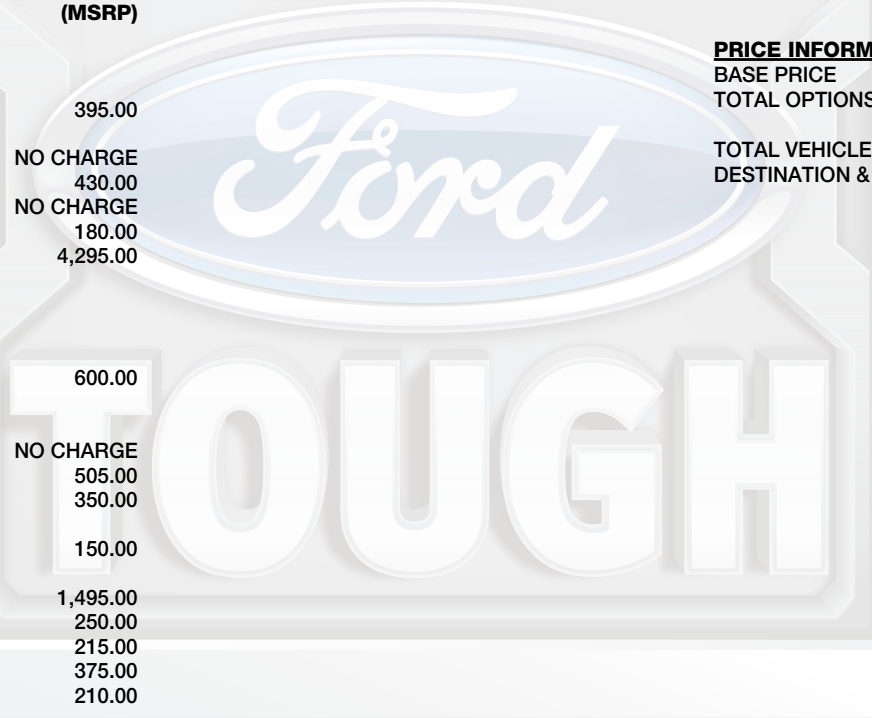 (MSRP)
395.00
NO CHARGE
430.00
NO CHARGE
180.00
4,295.00
600.00
NO CHARGE
505.00
350.00
150.00
1,495.00
250.00
215.00
375.00
210.00
PRICE INFORM
BASE PRICE
TOTAL OPTIONS
TOTAL VEHICLE
DESTINATION &
Ford
TOUGH